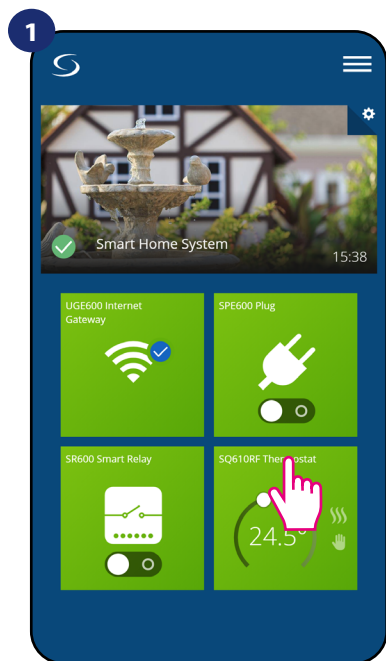 1
Smart Home System
15:38
UGE600 Internet
Gateway
SPE600 Plug
SR600 Smart Relay
SQ610RF Thermostat
24.5°